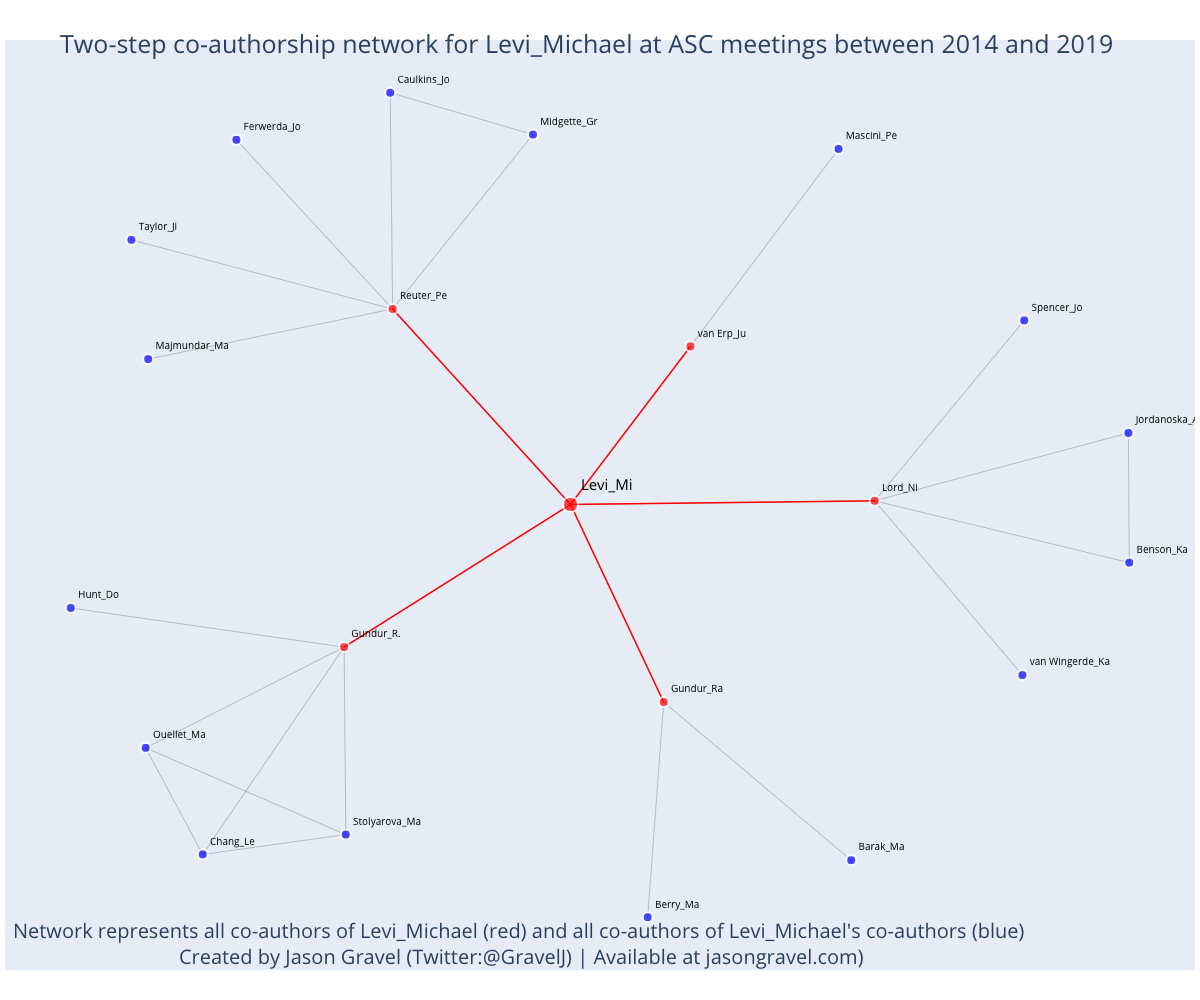 Two-step co-authorship network for Levi_Michael at ASC meetings between 2014 and 2019
Caulkins_Jo
Midgette_Gr
Ferwerda_Jo
Mascini_Pe
Taylor_Ji
Reuter_Pe
Spencer_Jo
van Erp_Ju
Majmundar_Ma
Jordanoska_A
Levi_Mi
Lord_Ni
Benson_Ka
Hunt_Do
Gundur_R.
van Wingerde_Ka
Gundur_Ra
Ouellet_Ma
Stolyarova_Ma
Chang_Le
Barak_Ma
Berry_Ma
Network represents all co-authors of Levi_Michael (red) and all co-authors of Levi_Michael's co-authors (blue)
Created by Jason Gravel (Twitter:@GravelJ) | Available at jasongravel.com)